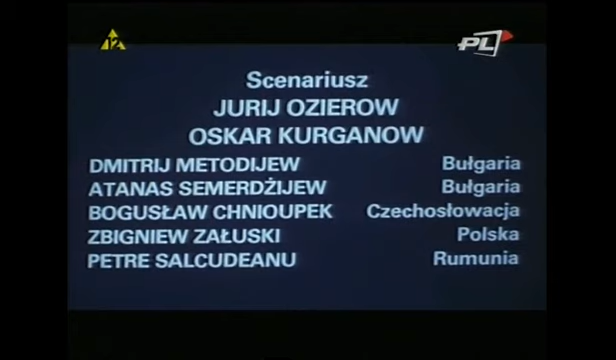 12
PL
Scenariusz
JURIJ OZIEROW
OSKAR KURGANOW
DMITRIJ METODIJEW Bułgaria
ATANAS SEMERDŻIJEW Bułgaria
BOGUSŁAW CHNIOUPEK Czechosłowacja
ZBIGNIEW ZAŁUSKI Polska
PETRE SALCUDEANU Rumunia